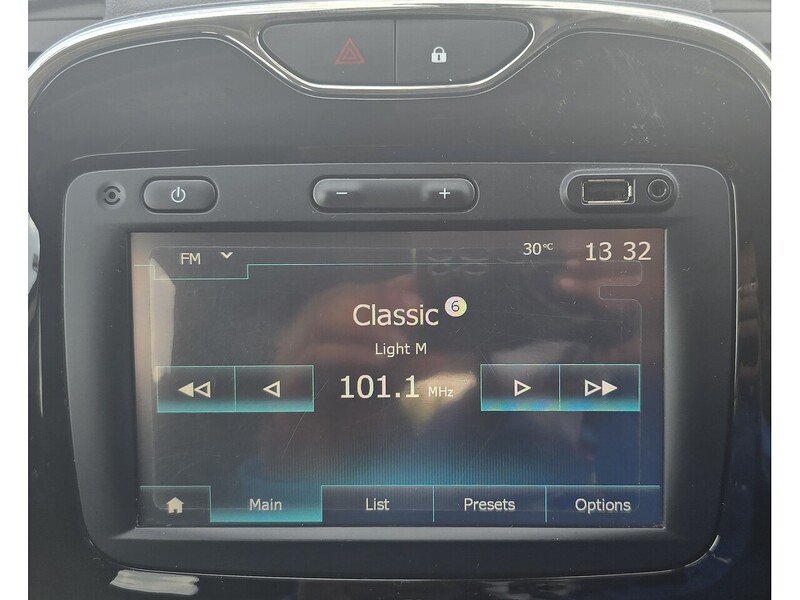 − +
FM 30°C 13 32
Classic 6
Light M
101.1 MHz
Main List Presets Options